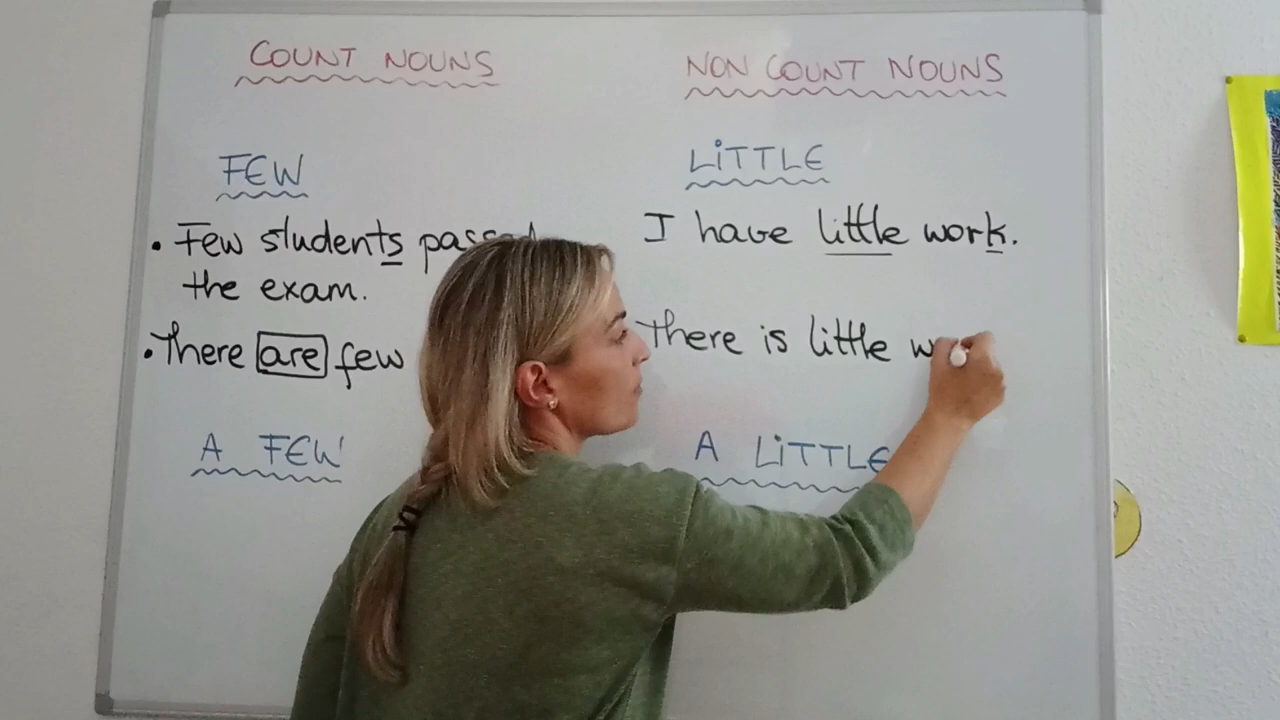 COUNT NOUNS
NON COUNT NOUNS
FEW
LiTTLE
• Few students passed
the exam.
I have little work.
• There are few
There is little w
A FEW
A LiTTLE